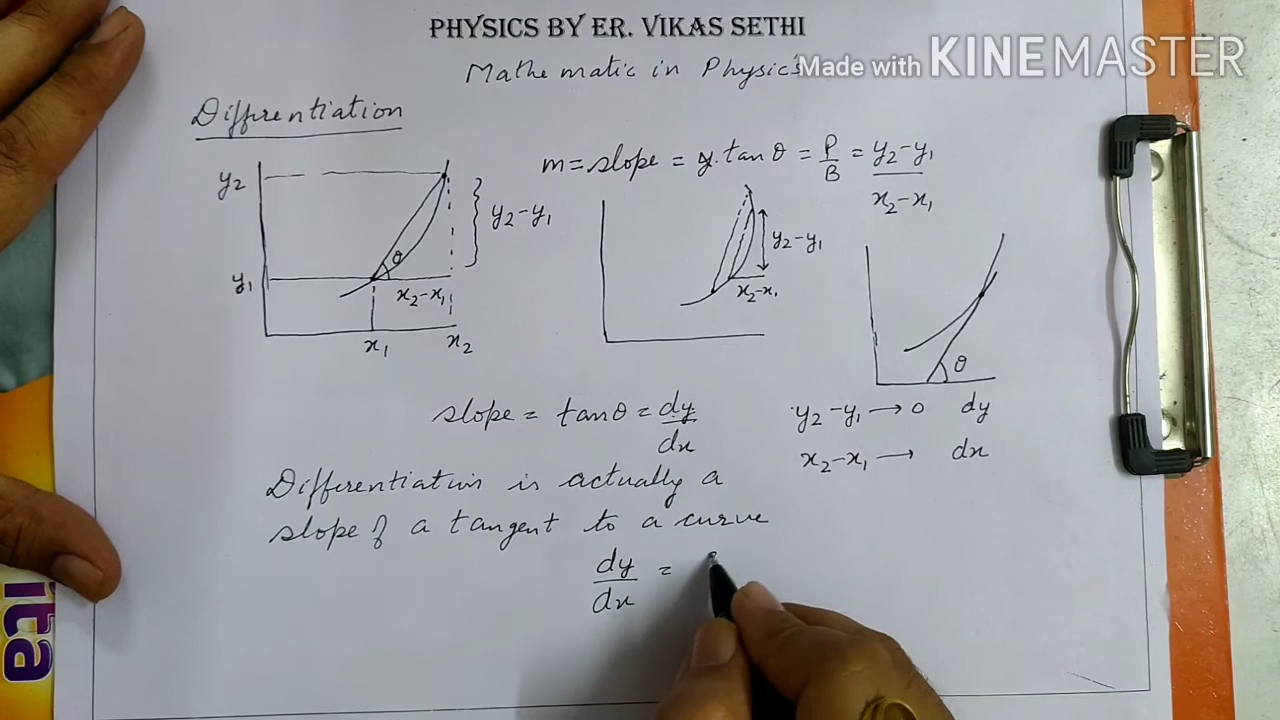 PHYSICS BY ER. VIKAS SETHI
Made with KINEMASTER
Mathematic in Physics
Differentiation
m = slope = y. tan θ = P/B = y₂-y₁/x₂-x₁
y₂
y₂-y₁
θ
y₁
x₂-x₁
x₁
x₂
y₂-y₁
x₂-x₁
θ
slope = tanθ = dy/dx
y₂-y₁ → 0 dy
x₂-x₁ → dx
Differentiation is actually a
slope of a tangent to a curve
dy/dx =
ita